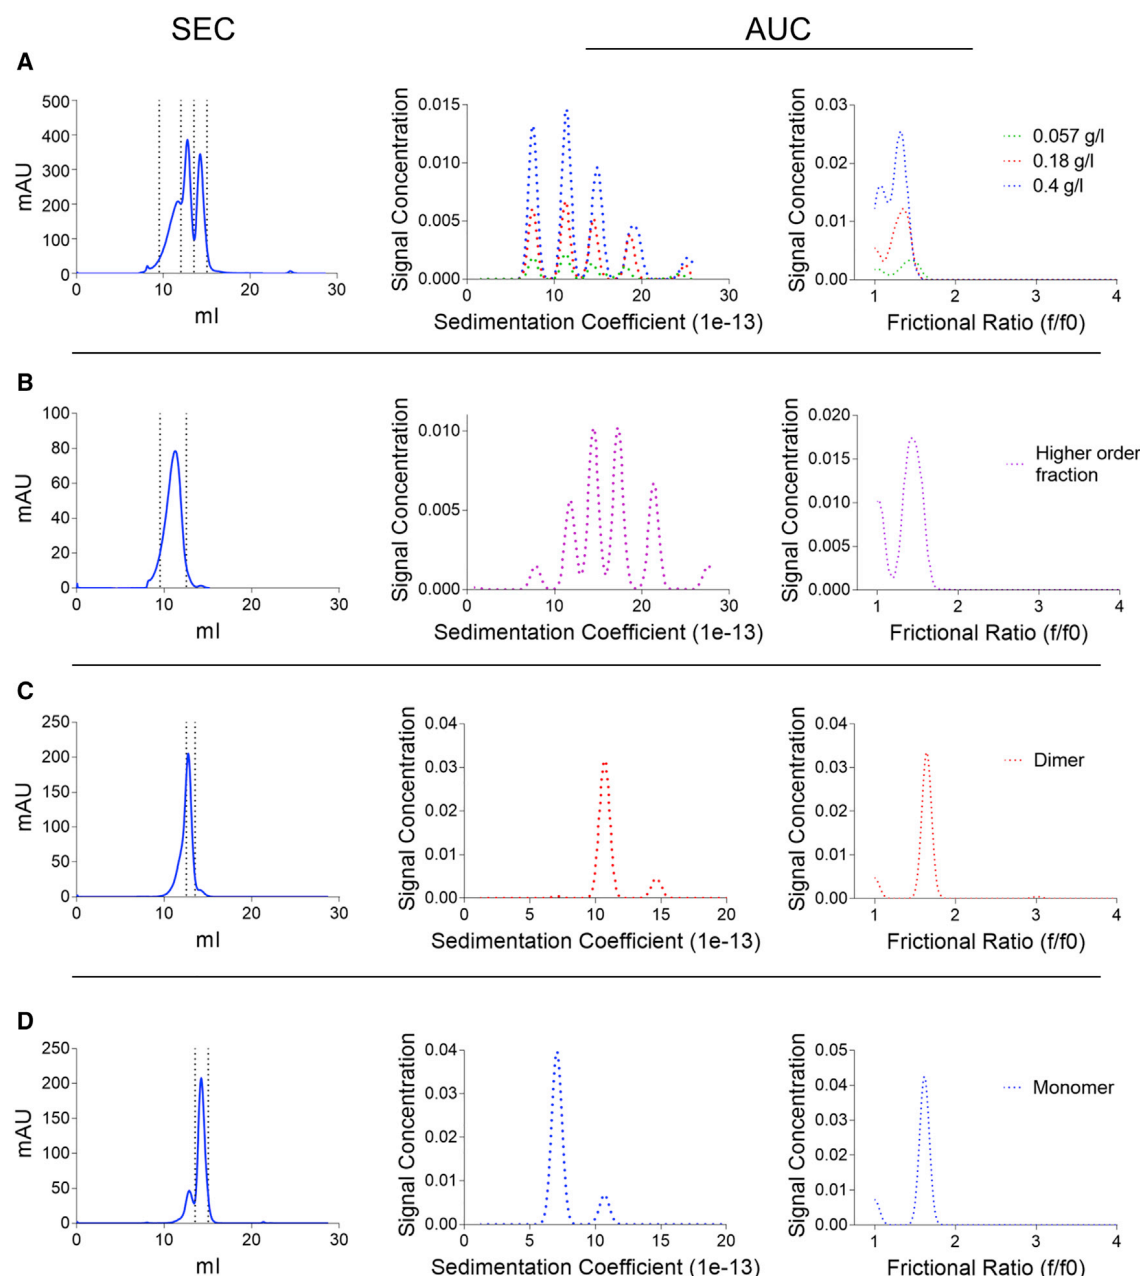 SEC
AUC
A
500
400
300
200
100
0
mAU
0 10 20 30
ml
0.015
0.010
0.005
0.000
Signal Concentration
0 10 20 30
Sedimentation Coefficient (1e-13)
0.03
0.02
0.01
0.00
Signal Concentration
1 2 3 4
Frictional Ratio (f/f0)
0.057 g/l
0.18 g/l
0.4 g/l
B
100
80
60
40
20
0
mAU
0 10 20 30
ml
0.010
0.005
0.000
Signal Concentration
0 10 20 30
Sedimentation Coefficient (1e-13)
0.020
0.015
0.010
0.005
0.000
Signal Concentration
1 2 3 4
Frictional Ratio (f/f0)
Higher order
fraction
C
250
200
150
100
50
0
mAU
0 10 20 30
ml
0.04
0.03
0.02
0.01
0.00
Signal Concentration
0 5 10 15 20
Sedimentation Coefficient (1e-13)
0.04
0.03
0.02
0.01
0.00
Signal Concentration
1 2 3 4
Frictional Ratio (f/f0)
Dimer
D
250
200
150
100
50
0
mAU
0 10 20 30
ml
0.04
0.03
0.02
0.01
0.00
Signal Concentration
0 5 10 15 20
Sedimentation Coefficient (1e-13)
0.05
0.04
0.03
0.02
0.01
0.00
Signal Concentration
1 2 3 4
Frictional Ratio (f/f0)
Monomer